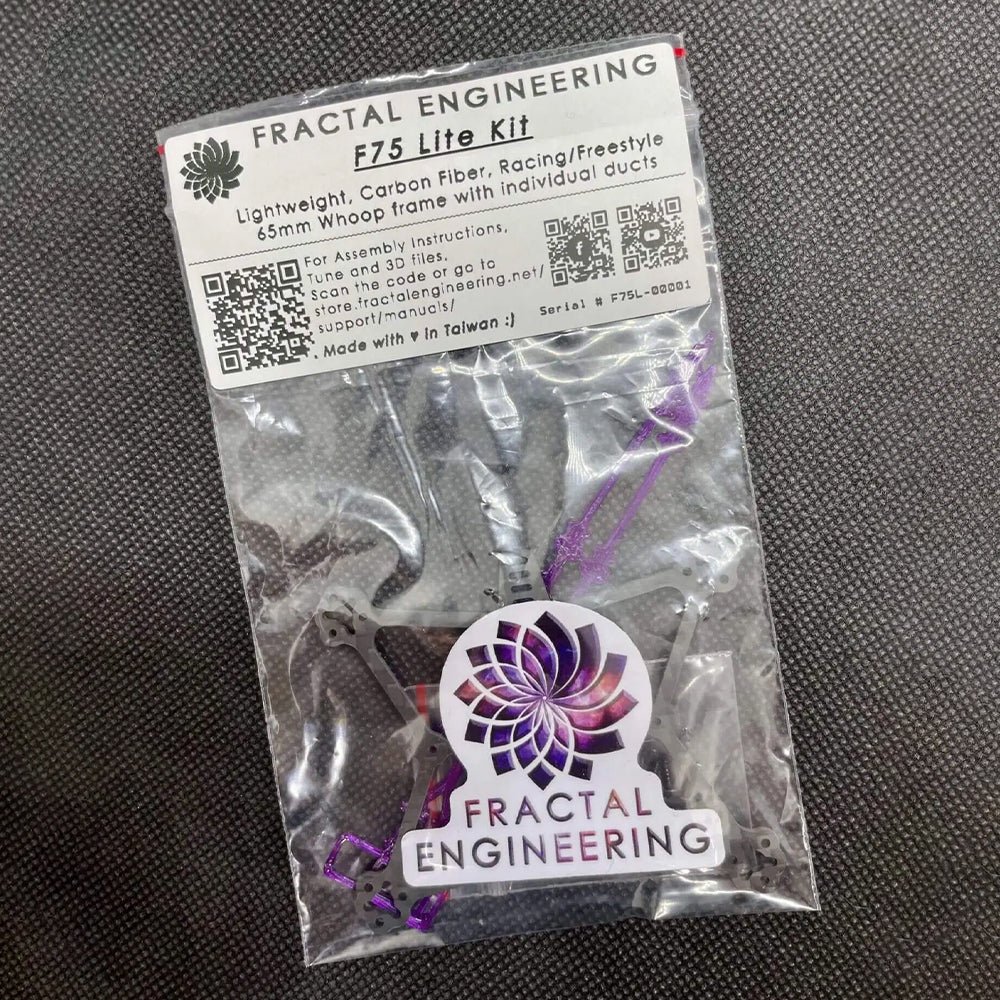 FRACTAL ENGINEERING
F75 Lite Kit
Lightweight, Carbon Fiber, Racing/Freestyle
65mm Whoop frame with individual ducts
For Assembly Instructions,
Tune and 3D files.
Scan the code or go to
store.fractalengineering.net/
support/manuals/
. Made with ♥ in Taiwan :)
Serial # F75L-00001
FRACTAL
ENGINEERING